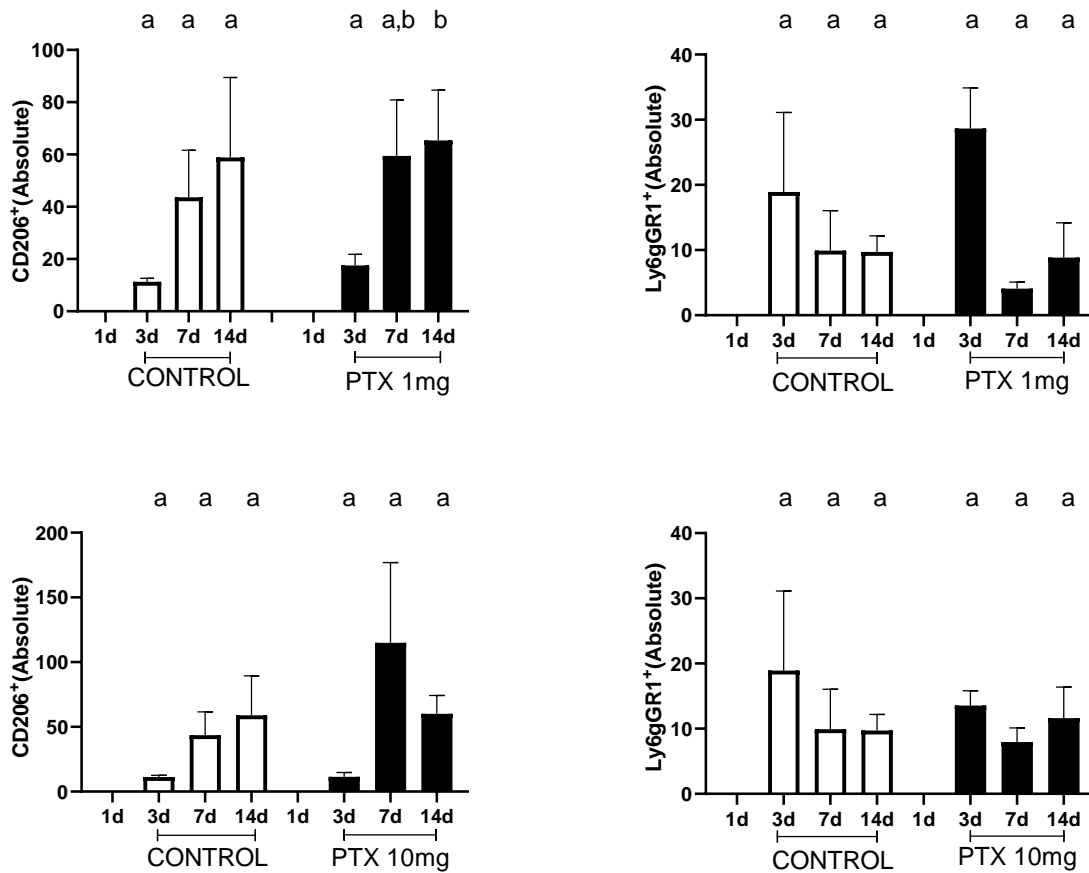 a a a a a,b b
100
80
60
40
20
0
CD206⁺(Absolute)
1d 3d 7d 14d 1d 3d 7d 14d
CONTROL PTX 1mg
a a a a a a
40
30
20
10
0
Ly6gGR1⁺(Absolute)
1d 3d 7d 14d 1d 3d 7d 14d
CONTROL PTX 1mg
a a a a a a
200
150
100
50
0
CD206⁺(Absolute)
1d 3d 7d 14d 1d 3d 7d 14d
CONTROL PTX 10mg
a a a a a a
40
30
20
10
0
Ly6gGR1⁺(Absolute)
1d 3d 7d 14d 1d 3d 7d 14d
CONTROL PTX 10mg